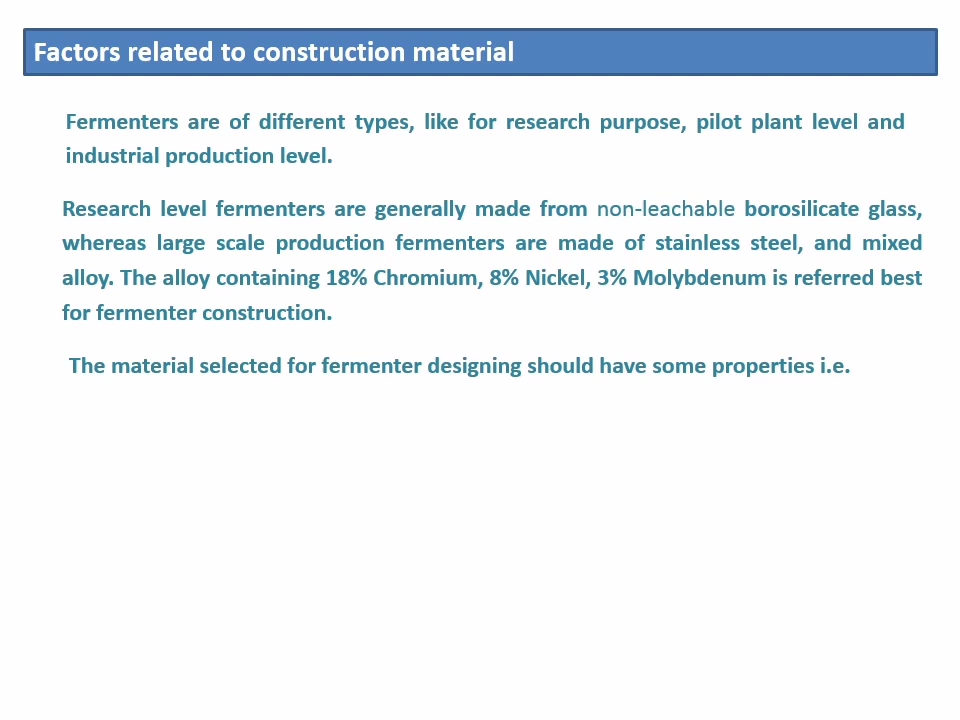 Factors related to construction material
Fermenters are of different types, like for research purpose, pilot plant level and
industrial production level.
Research level fermenters are generally made from non-leachable borosilicate glass,
whereas large scale production fermenters are made of stainless steel, and mixed
alloy. The alloy containing 18% Chromium, 8% Nickel, 3% Molybdenum is referred best
for fermenter construction.
The material selected for fermenter designing should have some properties i.e.